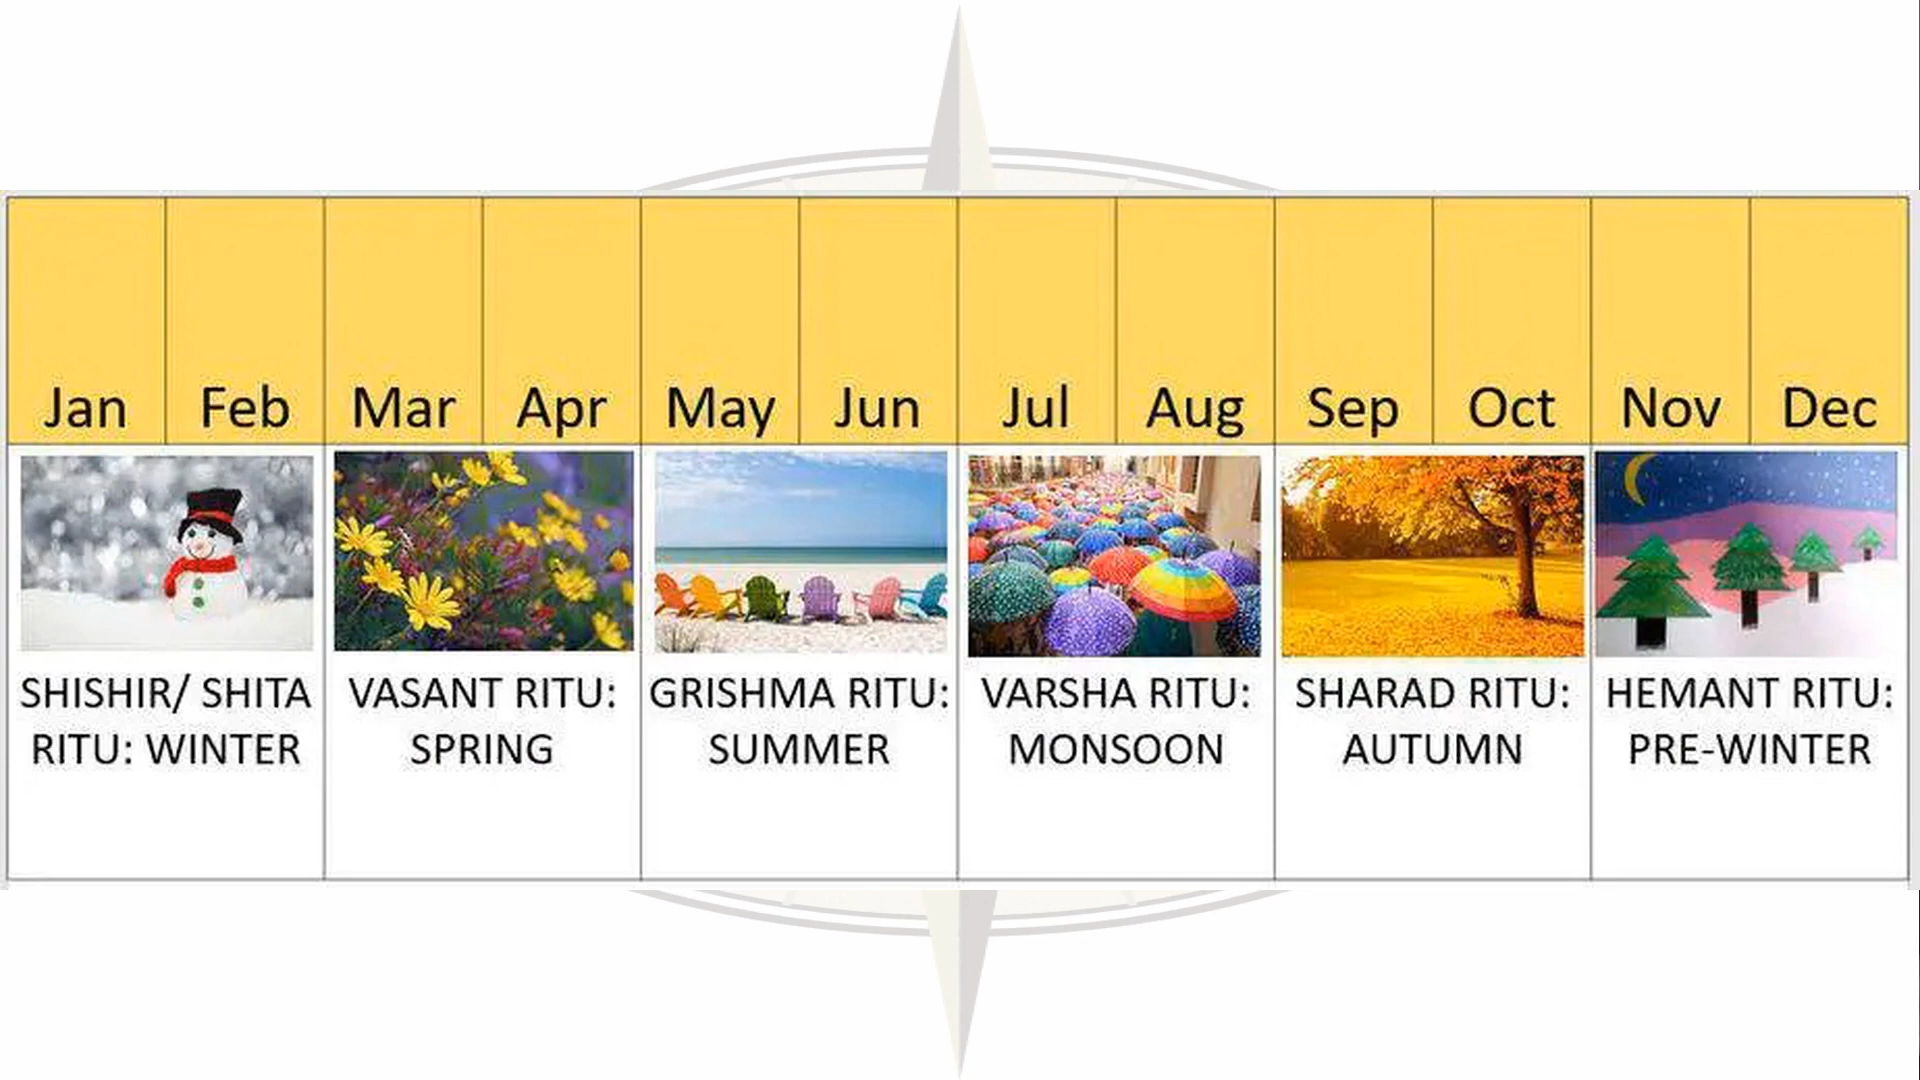 Jan Feb Mar Apr May Jun Jul Aug Sep Oct Nov Dec
SHISHIR/ SHITA
RITU: WINTER
VASANT RITU:
SPRING
GRISHMA RITU:
SUMMER
VARSHA RITU:
MONSOON
SHARAD RITU:
AUTUMN
HEMANT RITU:
PRE-WINTER